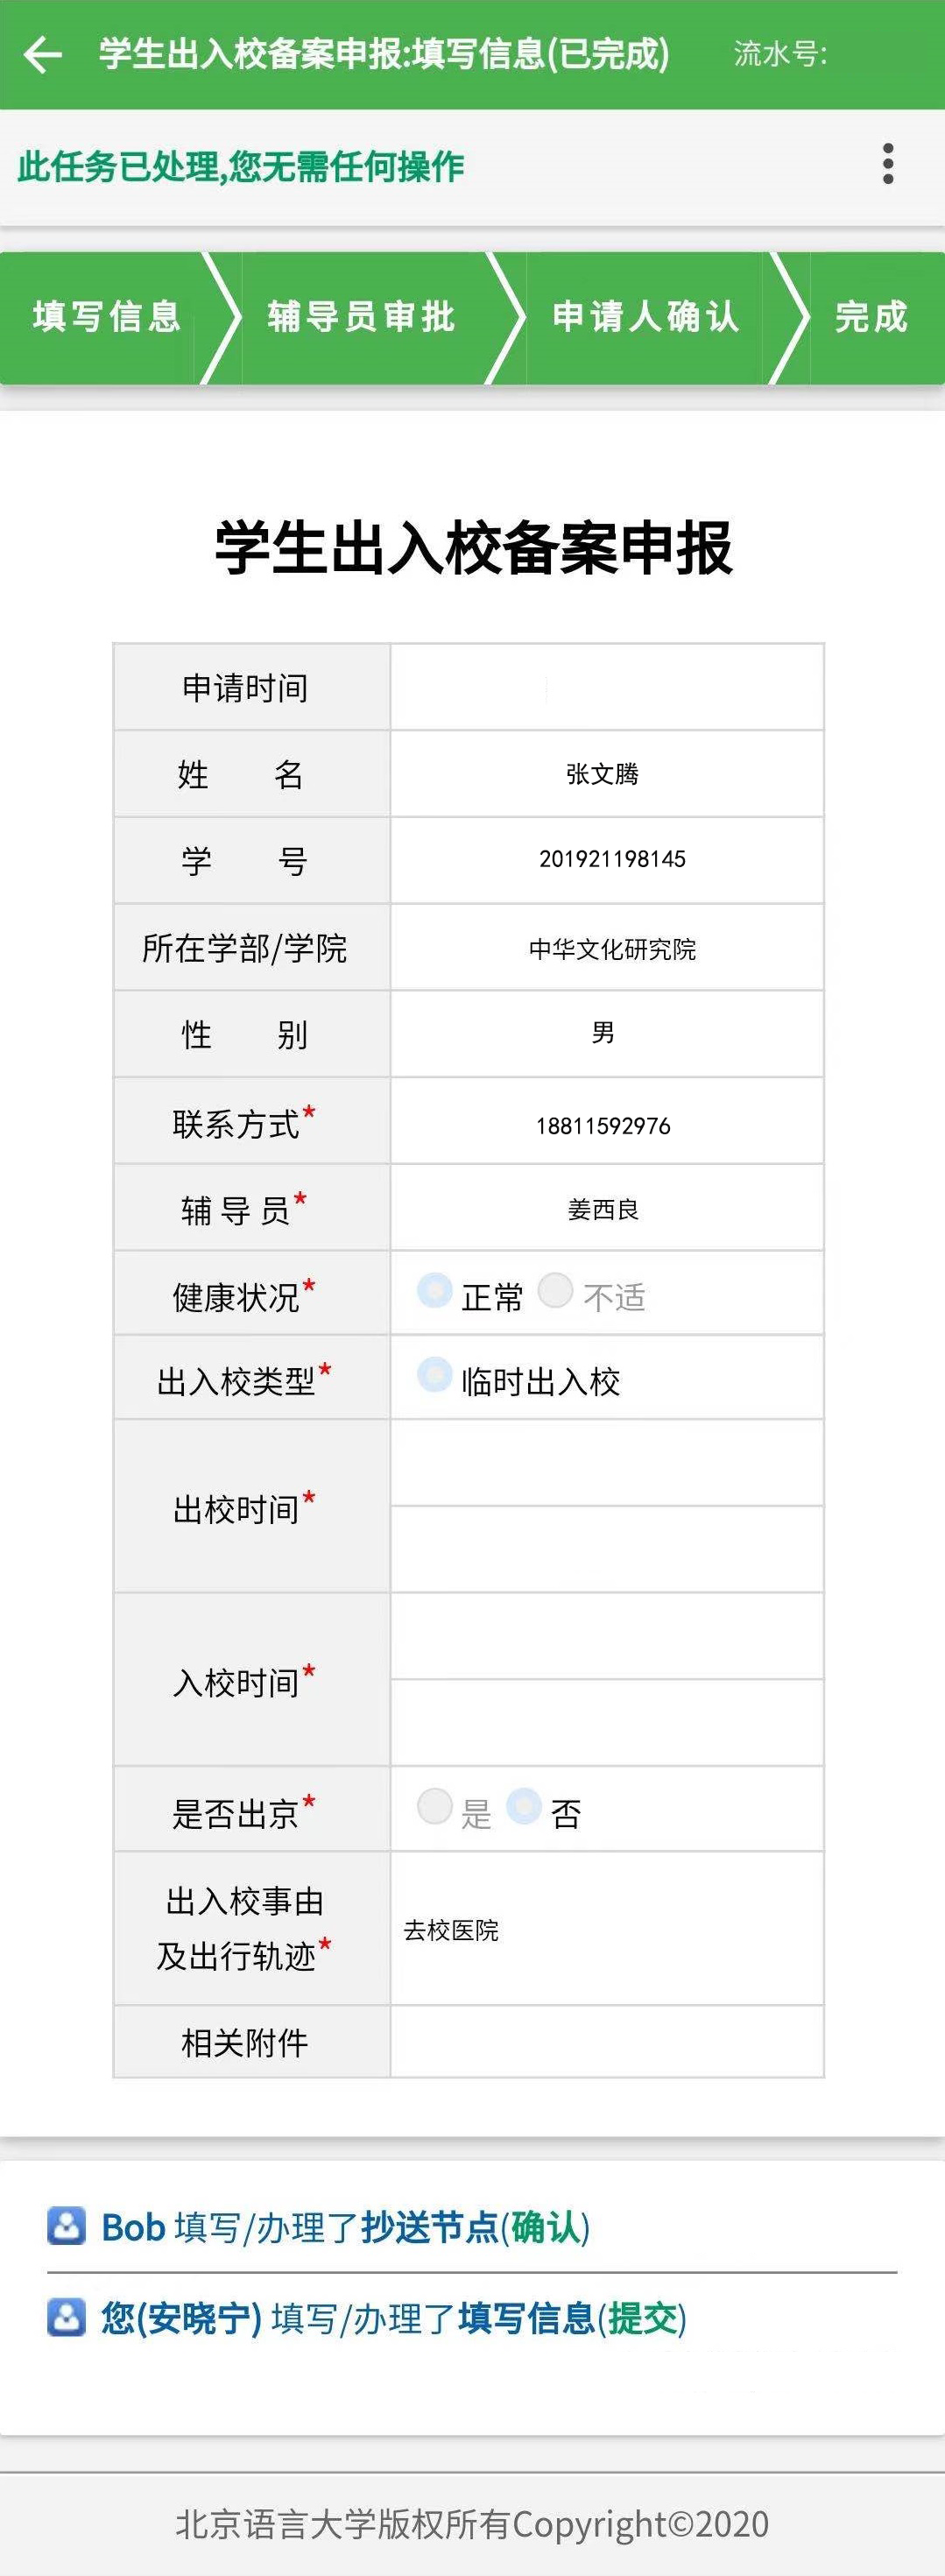 学生出入校备案申报:填写信息(已完成) 流水号:
此任务已处理,您无需任何操作
填写信息 辅导员审批 申请人确认 完成
学生出入校备案申报
申请时间
姓 名 张文腾
学 号 201921198145
所在学部/学院 中华文化研究院
性 别 男
联系方式* 18811592976
辅导员* 姜西良
健康状况* 正常 不适
出入校类型* 临时出入校
出校时间*
入校时间*
是否出京* 是 否
出入校事由
及出行轨迹* 去校医院
相关附件
Bob 填写/办理了抄送节点(确认)
您(安晓宁) 填写/办理了填写信息(提交)
北京语言大学版权所有Copyright©2020